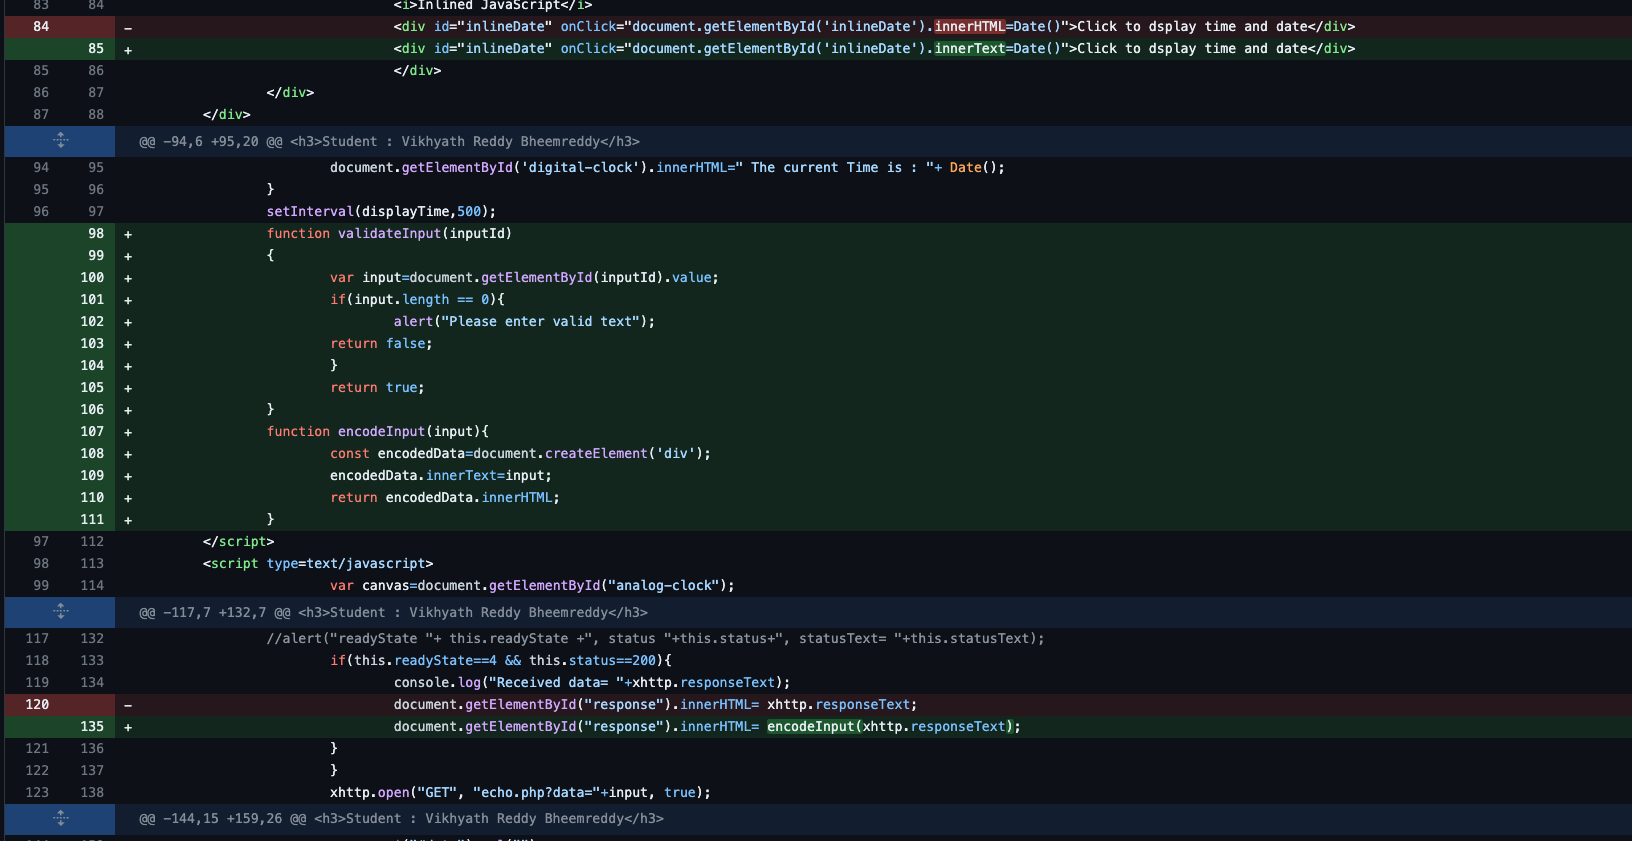 83 84 <i>Inlined JavaScript</i>
84 - <div id="inlineDate" onClick="document.getElementById('inlineDate').innerHTML=Date()">Click to dsplay time and date</div>
85 + <div id="inlineDate" onClick="document.getElementById('inlineDate').innerText=Date()">Click to dsplay time and date</div>
85 86 </div>
86 87 </div>
87 88 </div>
@@ -94,6 +95,20 @@ <h3>Student : Vikhyath Reddy Bheemreddy</h3>
94 95 document.getElementById('digital-clock').innerHTML=" The current Time is : "+ Date();
95 96 }
96 97 setInterval(displayTime,500);
98 + function validateInput(inputId)
99 + {
100 + var input=document.getElementById(inputId).value;
101 + if(input.length == 0){
102 + alert("Please enter valid text");
103 + return false;
104 + }
105 + return true;
106 + }
107 + function encodeInput(input){
108 + const encodedData=document.createElement('div');
109 + encodedData.innerText=input;
110 + return encodedData.innerHTML;
111 + }
97 112 </script>
98 113 <script type=text/javascript>
99 114 var canvas=document.getElementById("analog-clock");
@@ -117,7 +132,7 @@ <h3>Student : Vikhyath Reddy Bheemreddy</h3>
117 132 //alert("readyState "+ this.readyState +", status "+this.status+", statusText= "+this.statusText);
118 133 if(this.readyState==4 && this.status==200){
119 134 console.log("Received data= "+xhttp.responseText);
120 - document.getElementById("response").innerHTML= xhttp.responseText;
135 + document.getElementById("response").innerHTML= encodeInput(xhttp.responseText);
121 136 }
122 137 }
123 138 xhttp.open("GET", "echo.php?data="+input, true);
@@ -144,15 +159,26 @@ <h3>Student : Vikhyath Reddy Bheemreddy</h3>